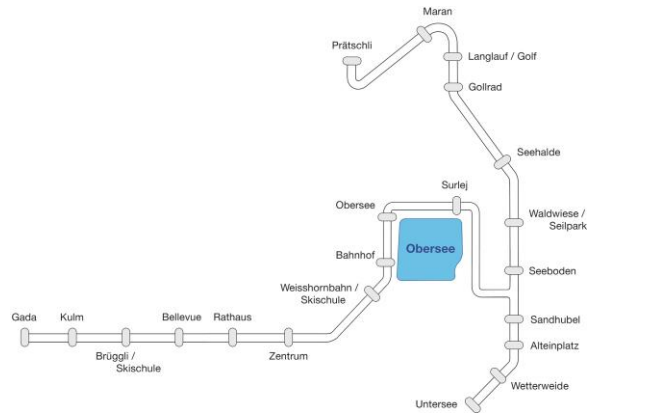 Maran
Prätschli
Langlauf / Golf
Gollrad
Seehalde
Surlej
Obersee
Waldwiese /
Seilpark
Obersee
Bahnhof
Seeboden
Weisshornbahn /
Skischule
Gada
Kulm
Bellevue
Rathaus
Sandhubel
Brüggli /
Skischule
Zentrum
Alteinplatz
Wetterweide
Untersee